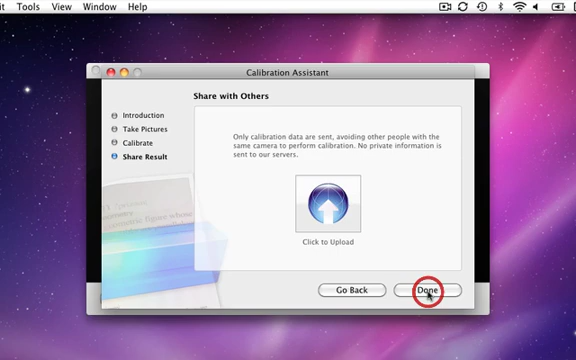 Tools View Window Help
Calibration Assistant
Share with Others
Introduction
Take Pictures
Calibrate
Share Result
Only calibration data are sent, avoiding other people with the
same camera to perform calibration. No private information is
sent to our servers.
Click to Upload
Go Back Done